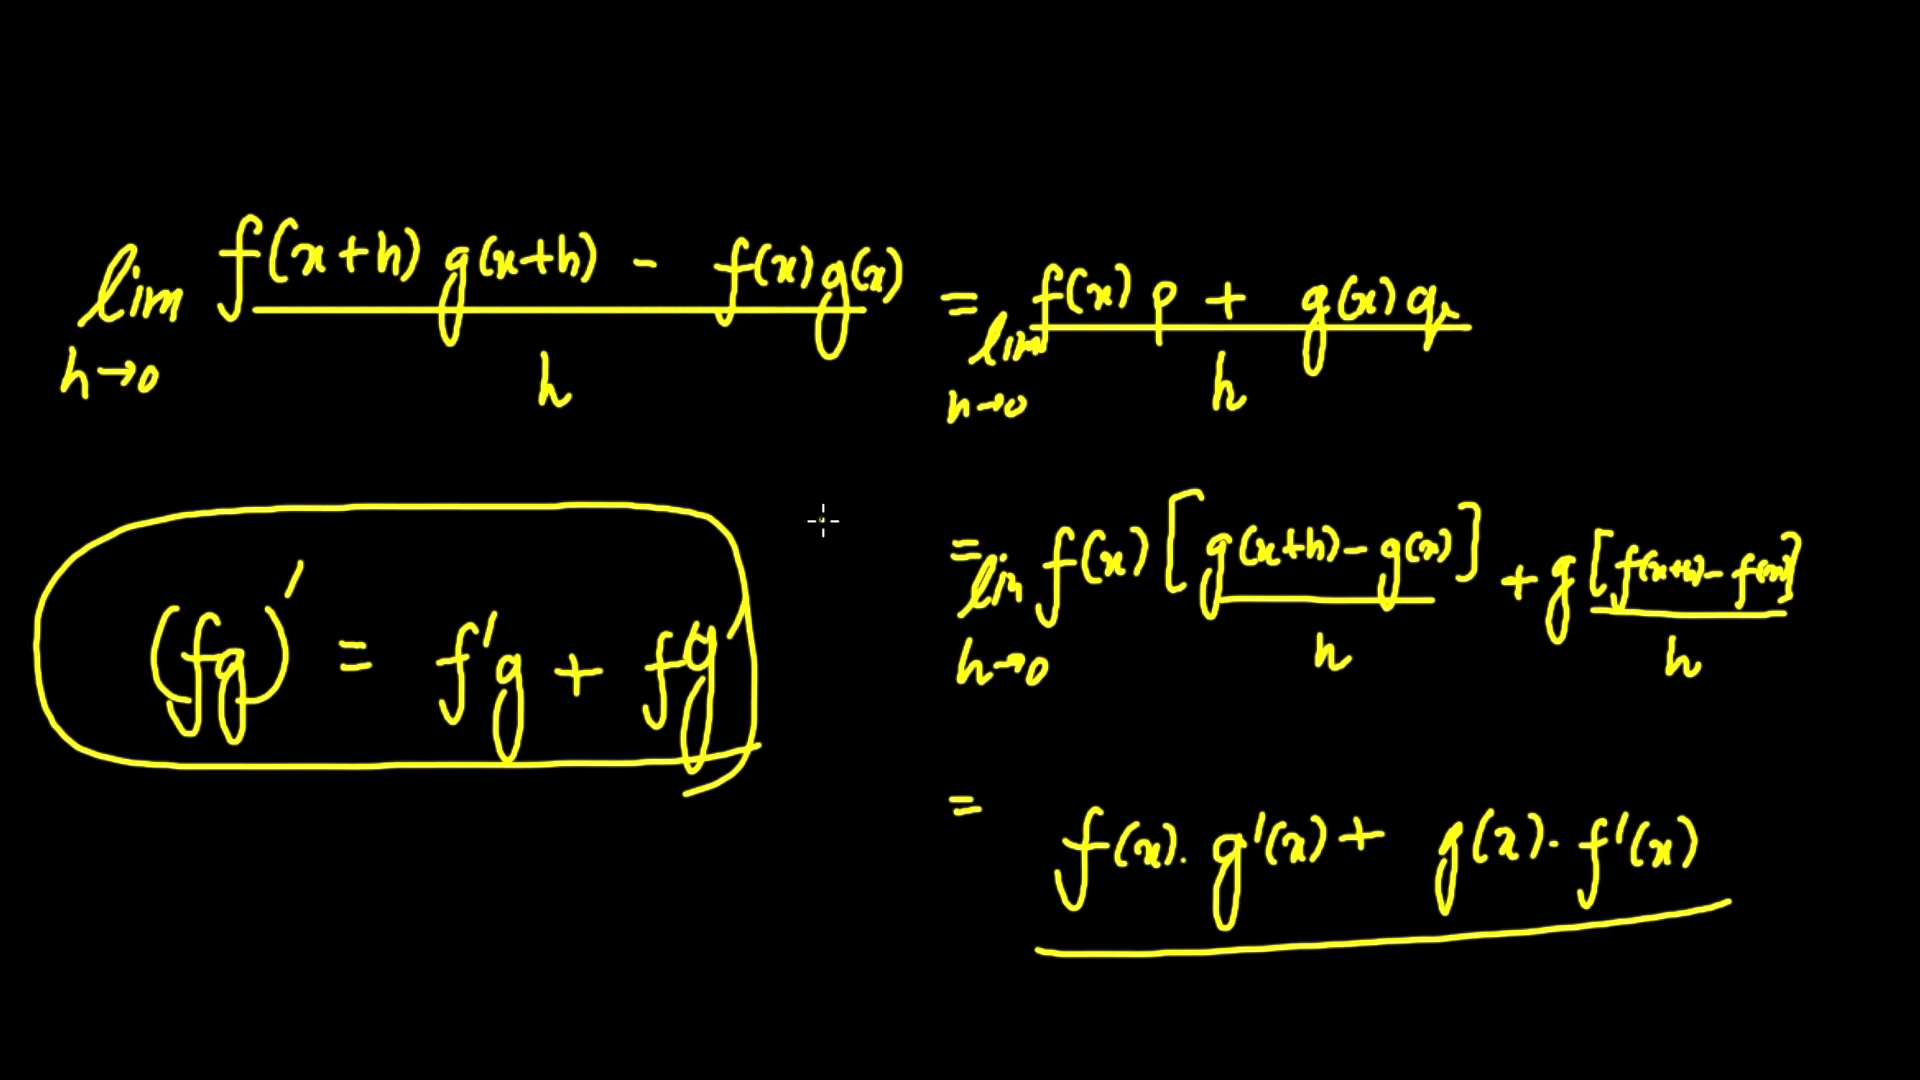 lim h→0 f(x+h) g(x+h) - f(x) g(x) / h
= lim h→0 f(x) p + g(x) q / h
= lim h→0 f(x) [g(x+h) - g(x)] / h + g [f(x+h) - f(x)] / h
= f(x). g'(x) + g(x). f'(x)
(fg)' = f'g + fg'